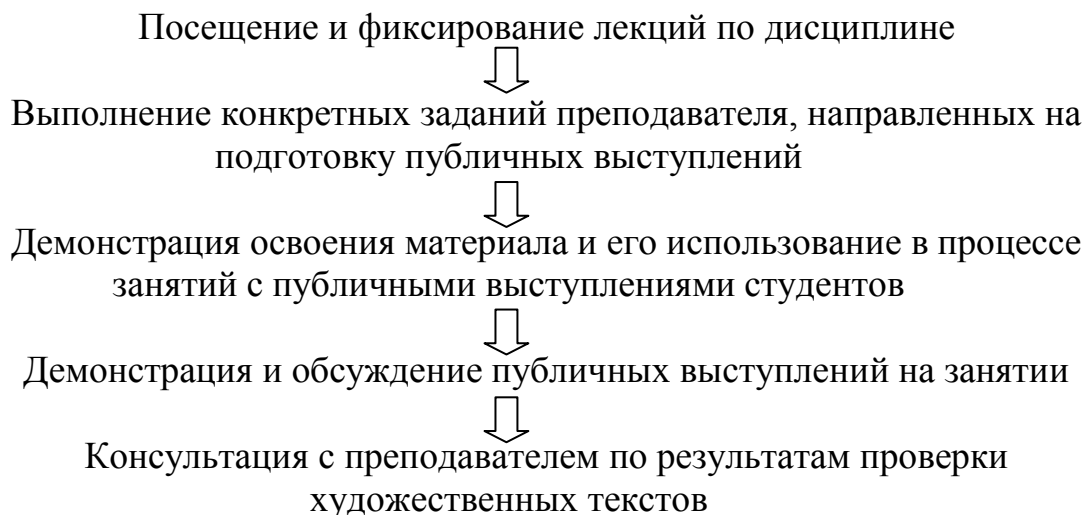 Посещение и фиксирование лекций по дисциплине
Выполнение конкретных заданий преподавателя, направленных на
подготовку публичных выступлений
Демонстрация освоения материала и его использование в процессе
занятий с публичными выступлениями студентов
Демонстрация и обсуждение публичных выступлений на занятии
Консультация с преподавателем по результатам проверки
художественных текстов